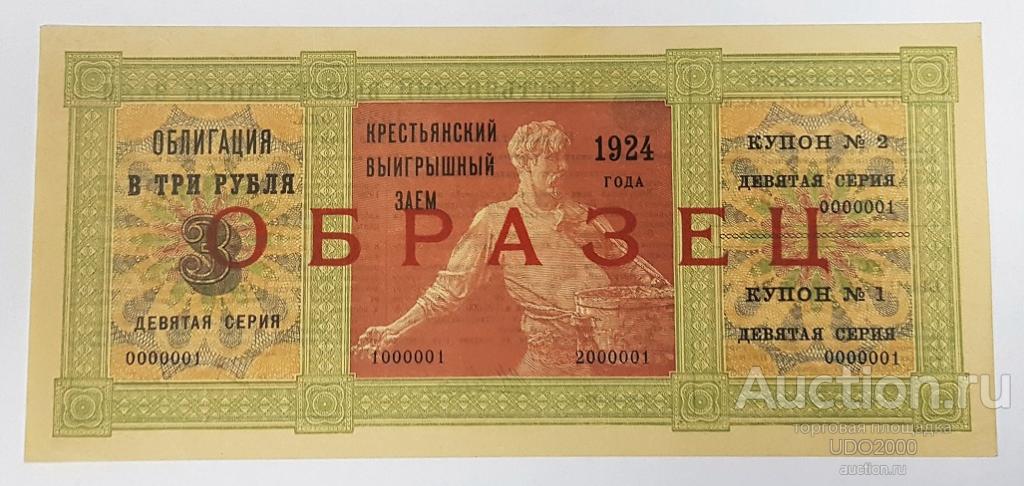 ОБЛИГАЦИЯ
В ТРИ РУБЛЯ
3
ДЕВЯТАЯ СЕРИЯ
0000001
КРЕСТЬЯНСКИЙ
ВЫИГРЫШНЫЙ
ЗАЕМ
1924
ГОДА
1000001
2000001
ОБРАЗЕЦ
КУПОН № 2
ДЕВЯТАЯ СЕРИЯ
0000001
КУПОН № 1
ДЕВЯТАЯ СЕРИЯ
0000001
Auction.ru
торговая площадка
UDO2000
auction.ru